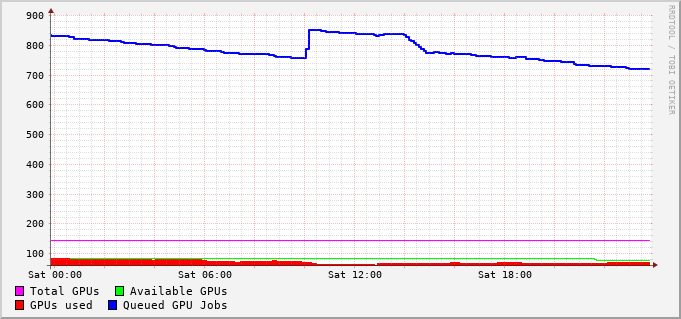 900
800
700
600
500
400
300
200
100
Sat 00:00 Sat 06:00 Sat 12:00 Sat 18:00
Total GPUs Available GPUs
GPUs used Queued GPU Jobs
RRDTOOL / TOBI OETIKER